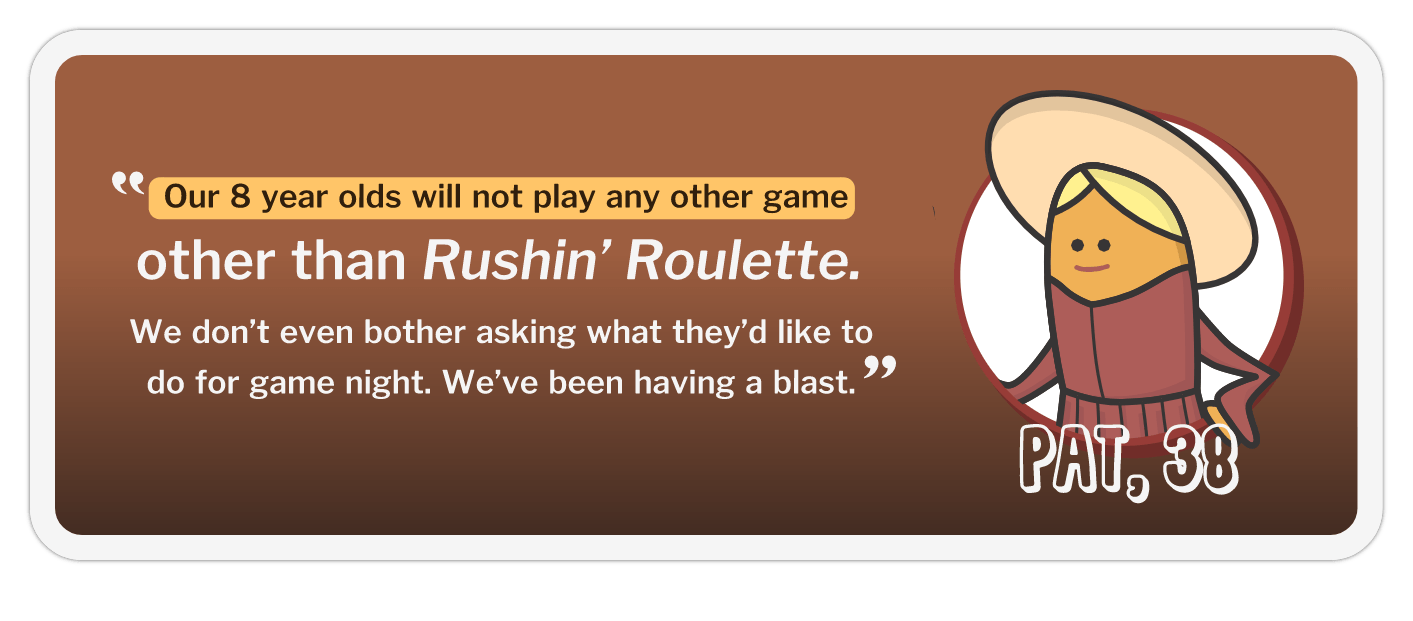 “Our 8 year olds will not play any other game
other than Rushin’ Roulette.
We don’t even bother asking what they’d like to
do for game night. We’ve been having a blast.”
PAT, 38